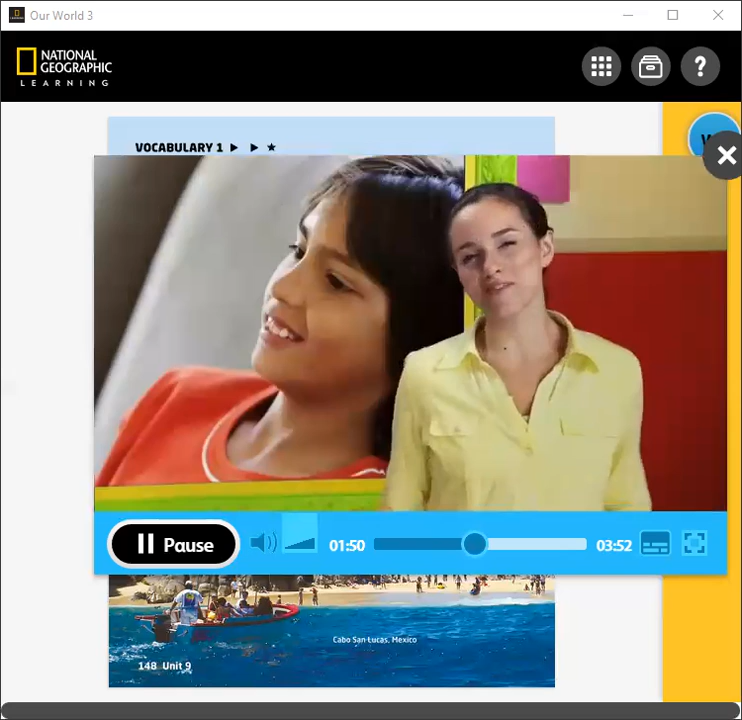 Our World 3
NATIONAL
GEOGRAPHIC
LEARNING
?
VOCABULARY 1
Pause
01:50
03:52
Cabo San Lucas, Mexico
148 Unit 9